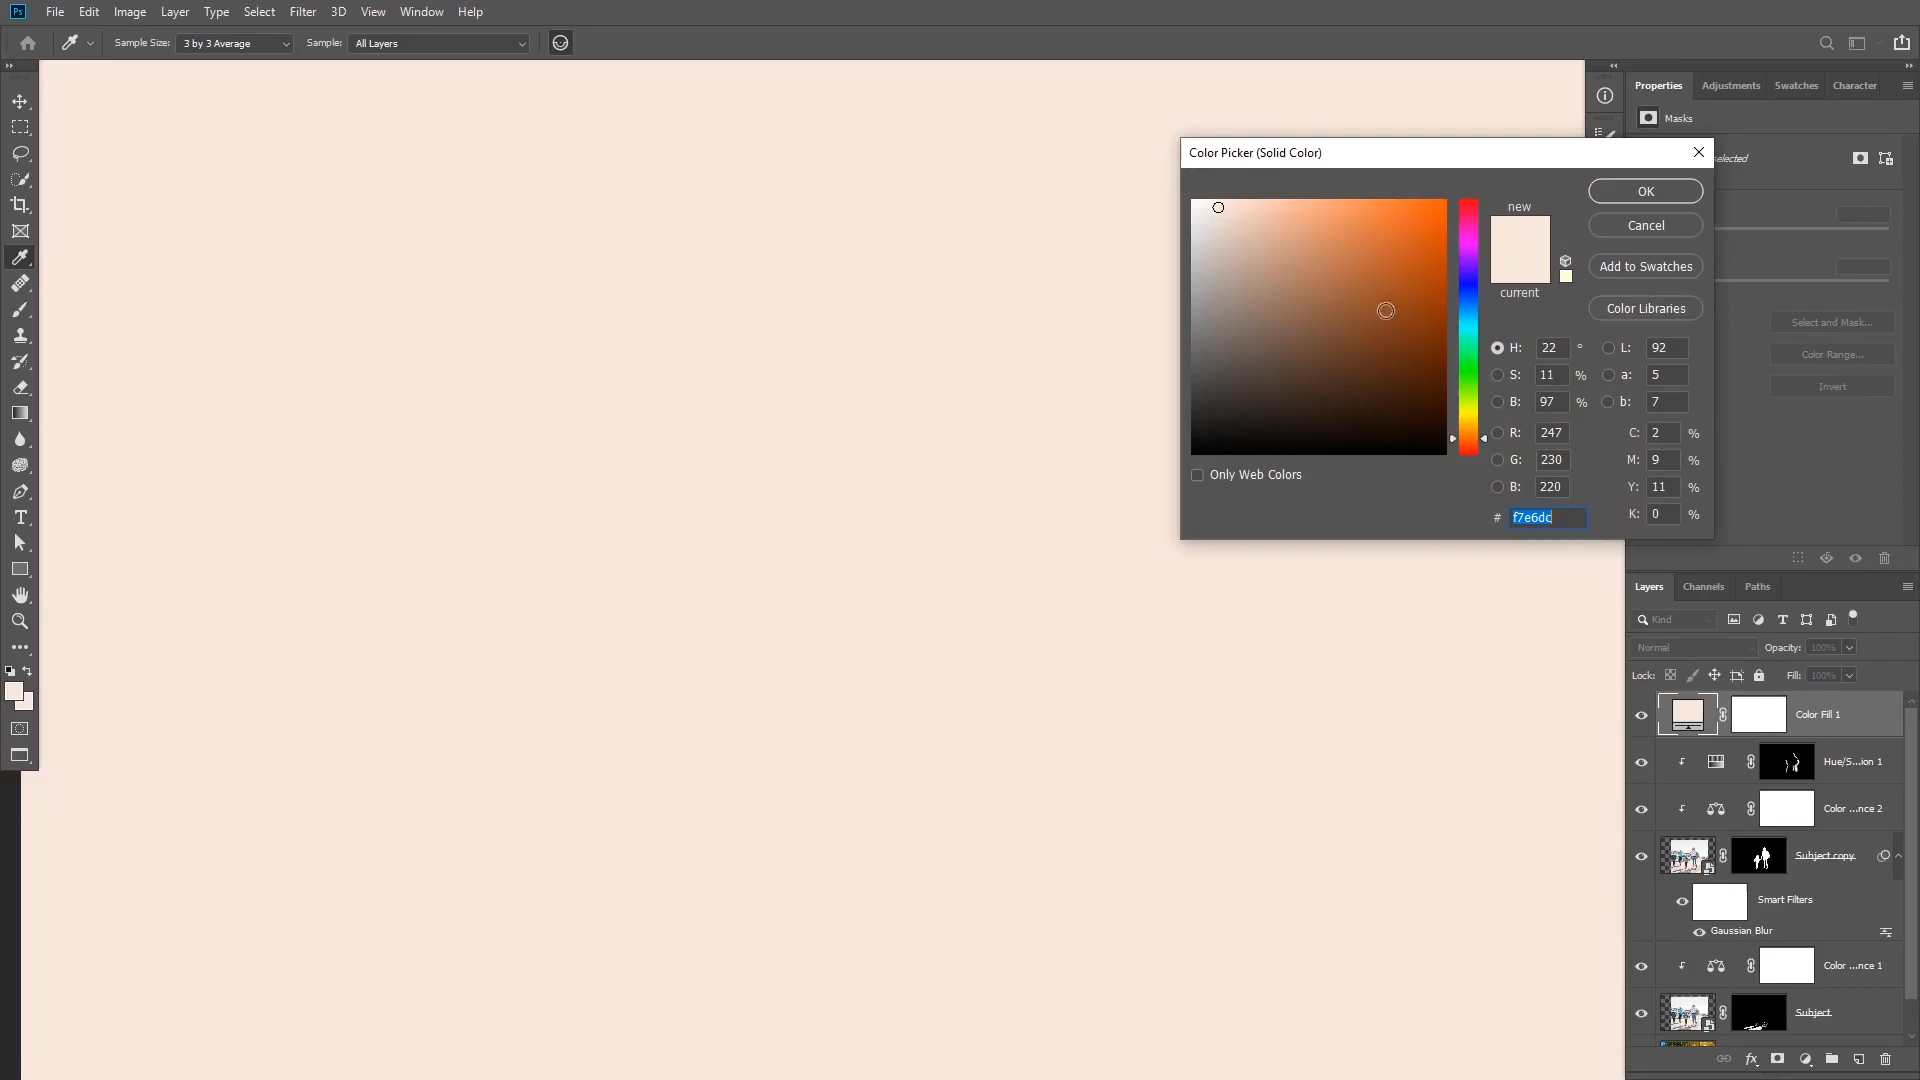 Ps File Edit Image Layer Type Select Filter 3D View Window Help
Sample Size: 3 by 3 Average Sample: All Layers
Properties Adjustments Swatches Character
Masks
selected
Select and Mask...
Color Range...
Invert
Color Picker (Solid Color)
new
current
OK
Cancel
Add to Swatches
Color Libraries
H: 22 ° L: 92
S: 11 % a: 5
B: 97 % b: 7
R: 247 C: 2 %
G: 230 M: 9 %
B: 220 Y: 11 %
# f7e6dc K: 0 %
Only Web Colors
Layers Channels Paths
Kind
Normal Opacity: 100%
Lock: Fill: 100%
Color Fill 1
Hue/S...ion 1
Color ...nce 2
Subject copy
Smart Filters
Gaussian Blur
Color ...nce 1
Subject
fx